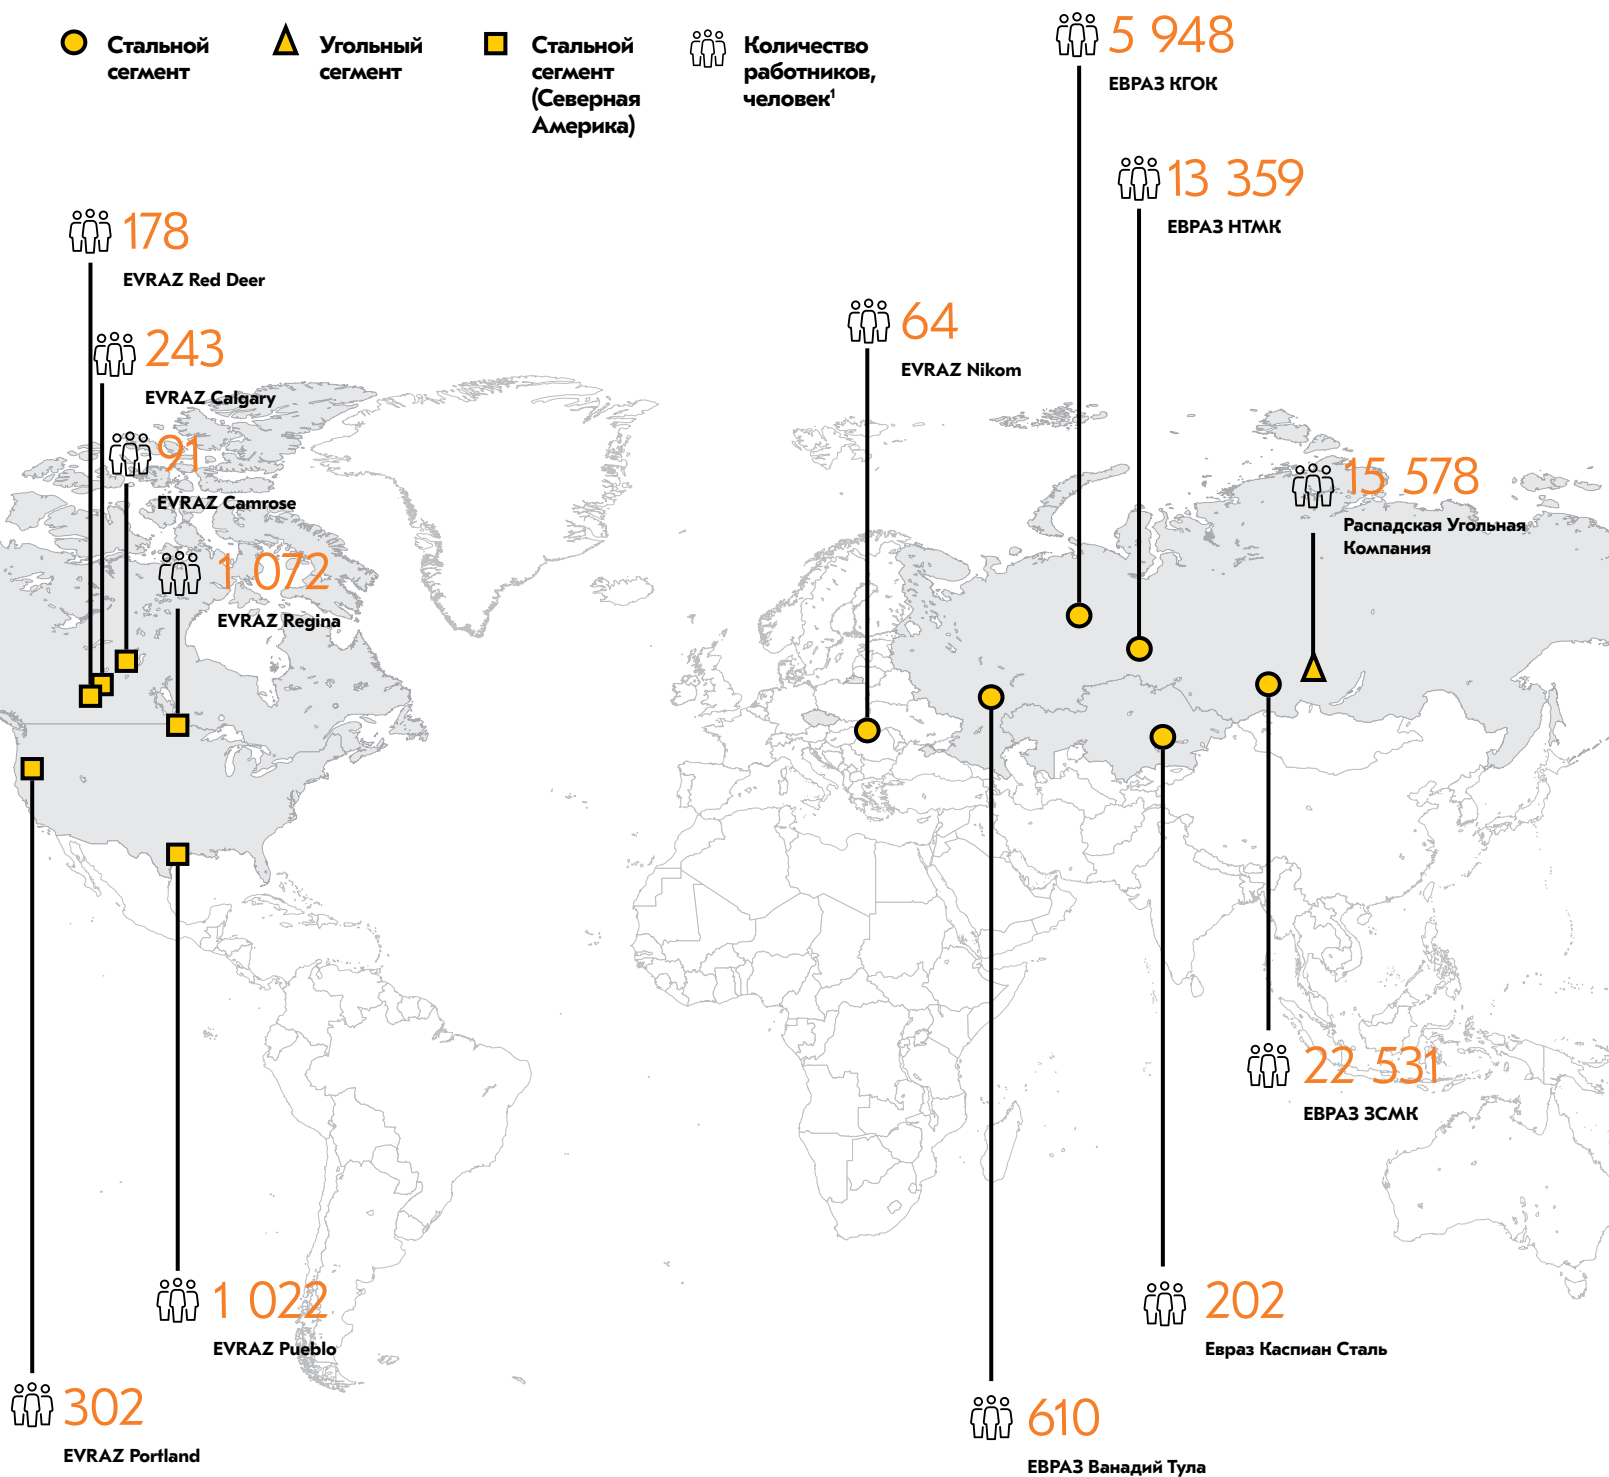 Стальной
сегмент
Угольный
сегмент
Стальной
сегмент
(Северная
Америка)
Количество
работников,
человек¹
5 948
ЕВРАЗ КГОК
13 359
ЕВРАЗ НТМК
178
EVRAZ Red Deer
64
EVRAZ Nikom
243
EVRAZ Calgary
91
EVRAZ Camrose
15 578
Распадская Угольная
Компания
1 072
EVRAZ Regina
22 531
ЕВРАЗ ЗСМК
1 022
EVRAZ Pueblo
202
Евраз Каспиан Сталь
302
EVRAZ Portland
610
ЕВРАЗ Ванадий Тула